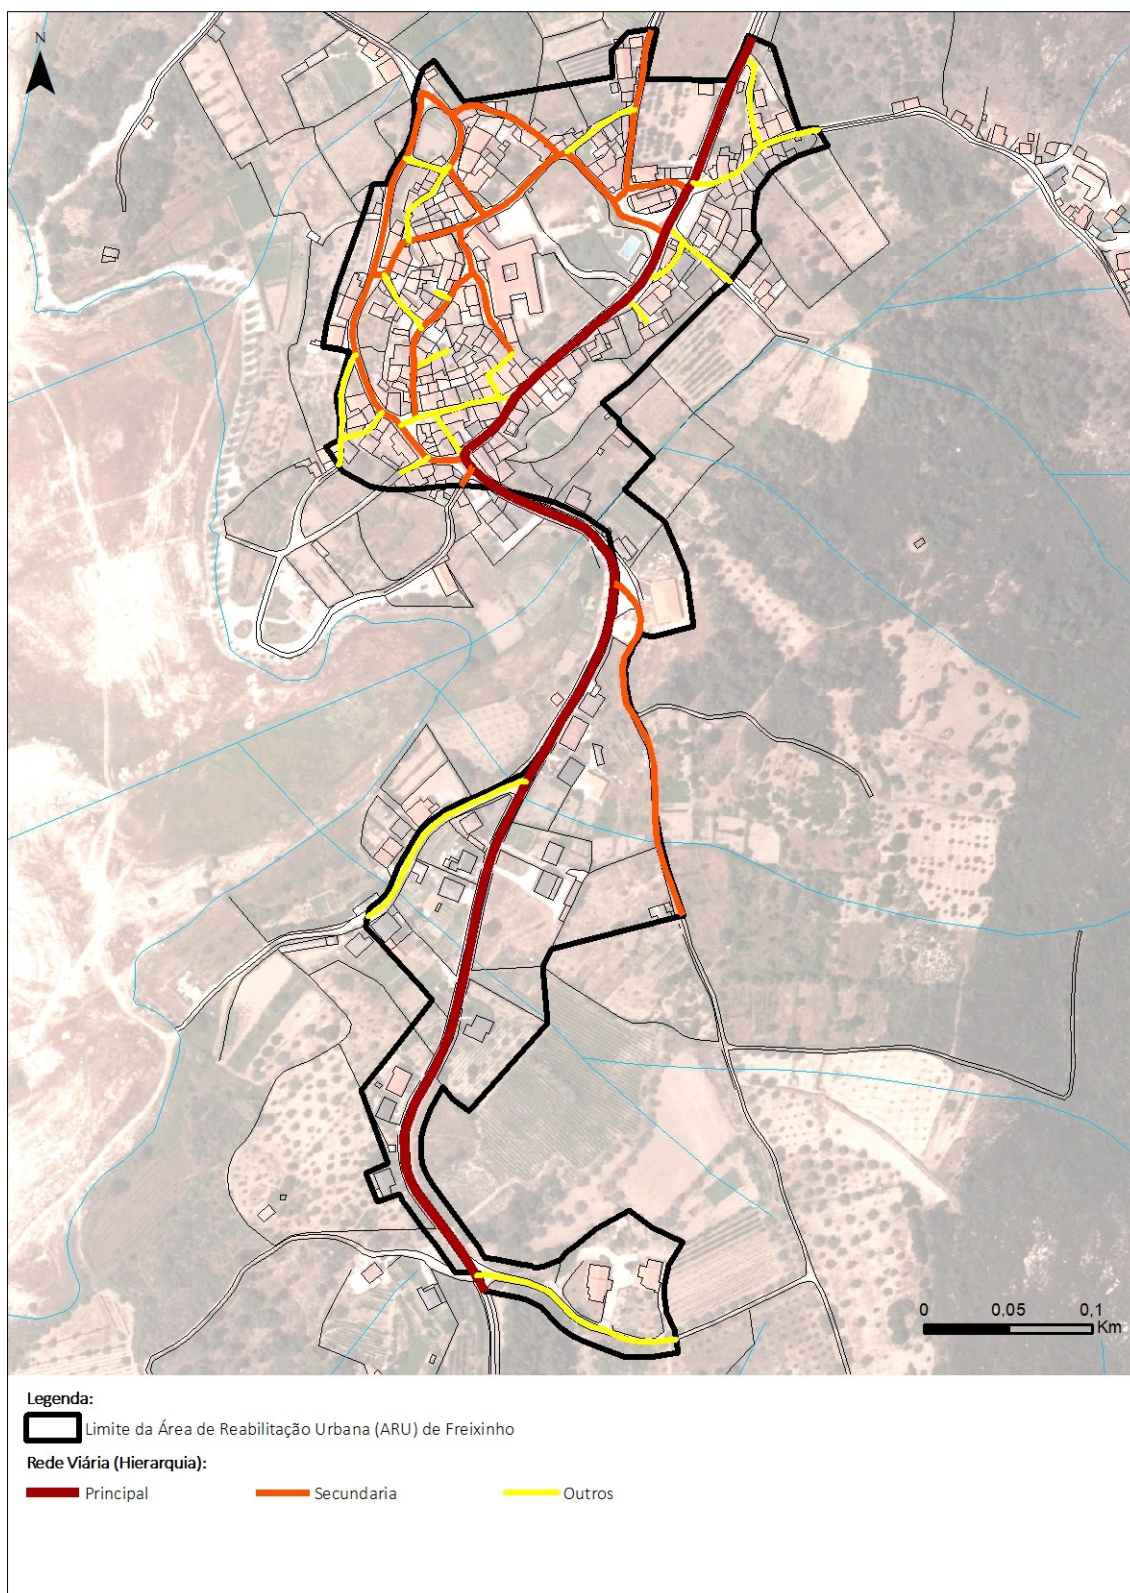 N
0 0,05 0,1
Km
Legenda:
Limite da Área de Reabilitação Urbana (ARU) de Freixinho
Rede Viária (Hierarquia):
Principal Secundaria Outros